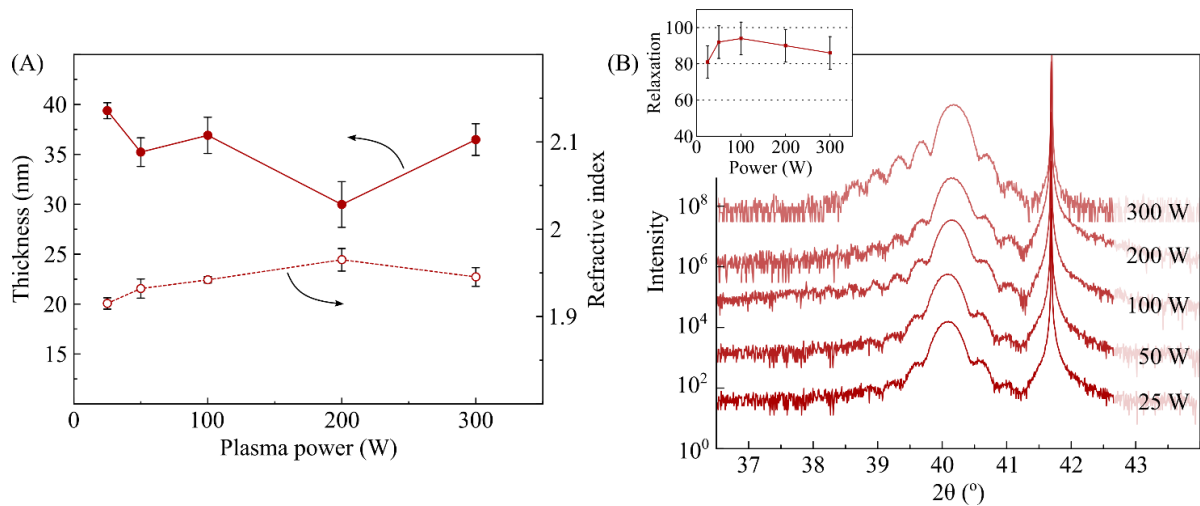 (A)
Thickness (nm)
40
35
30
25
20
15
0
100
200
300
Plasma power (W)
2.1
2
1.9
Refractive index
(B)
Relaxation
100
80
60
40
0
100
200
300
Power (W)
Intensity
10⁸
10⁶
10⁴
10²
10⁰
300 W
200 W
100 W
50 W
25 W
37
38
39
40
41
42
43
2θ (º)